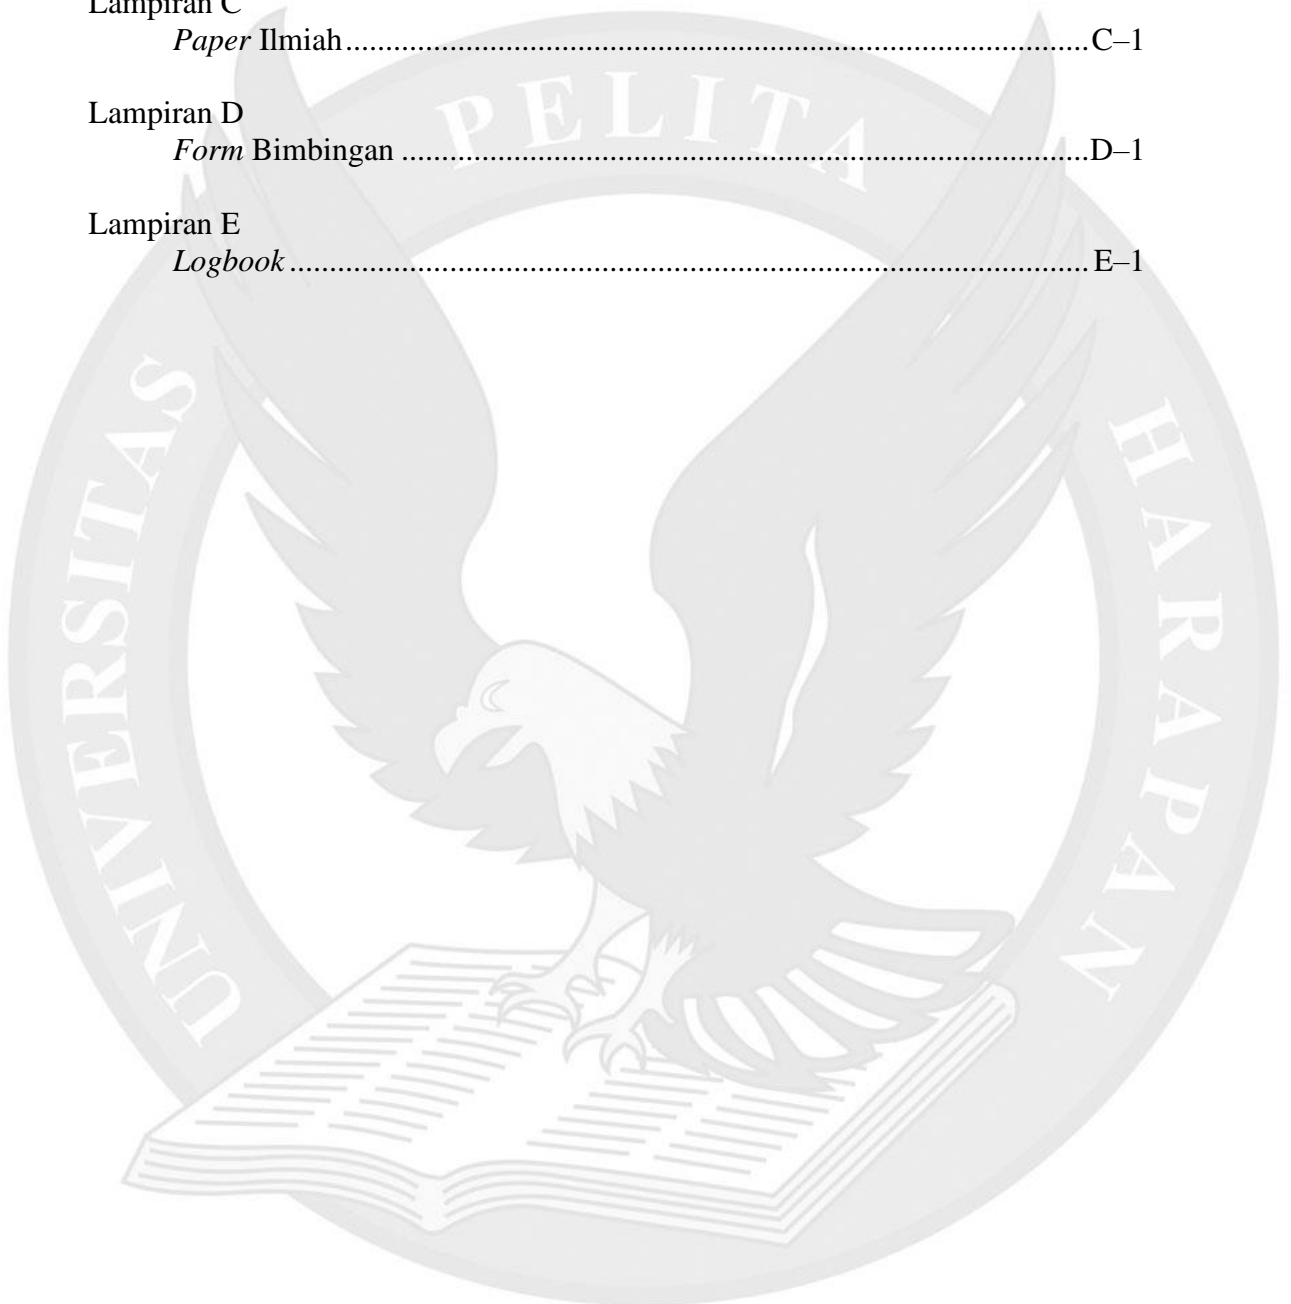 Lampiran C
Paper Ilmiah.............................................................................................C–1
Lampiran D
Form Bimbingan ......................................................................................D–1
Lampiran E
Logbook .................................................................................................... E–1
UNIVERSITAS PELITA HARAPAN